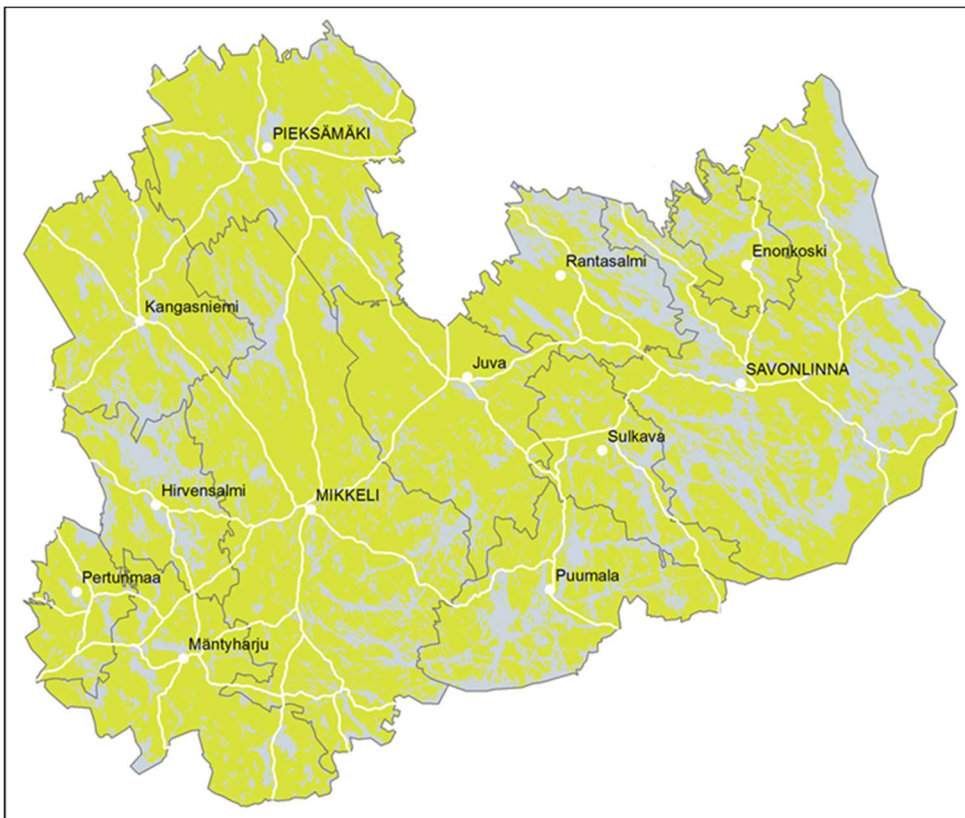 PIEKSÄMÄKI
Enonkoski
Rantasalmi
Kangasniemi
Juva
SAVONLINNA
Sulkava
Hirvensalmi
MIKKELI
Pertunmaa
Puumala
Mäntyharju